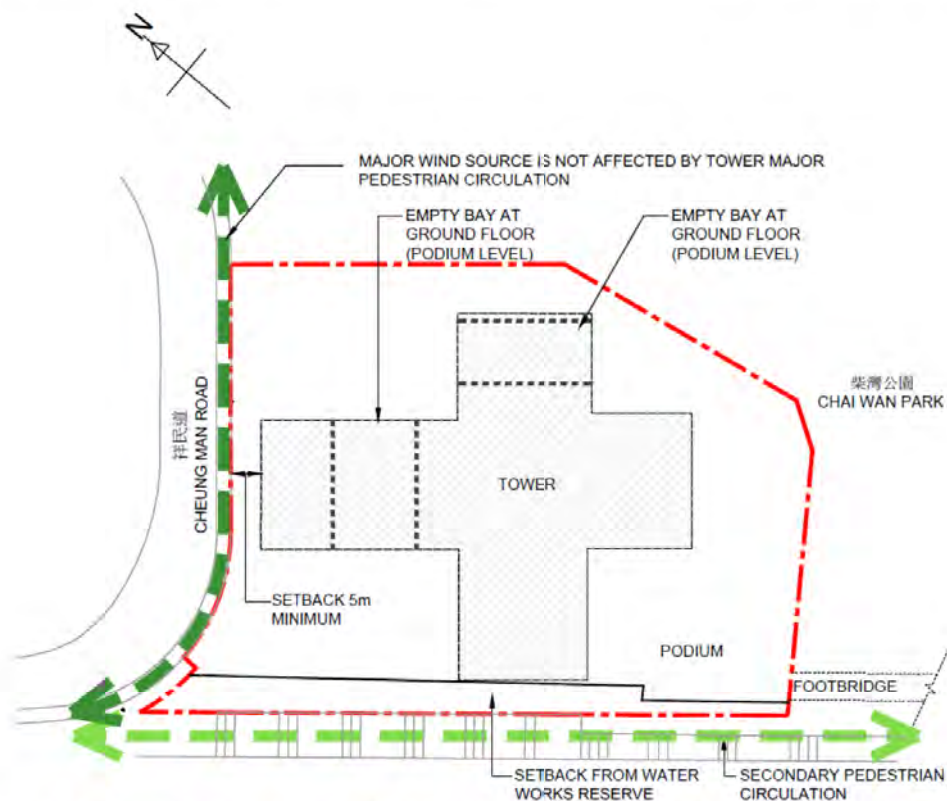 N
MAJOR WIND SOURCE IS NOT AFFECTED BY TOWER MAJOR
PEDESTRIAN CIRCULATION
EMPTY BAY AT
GROUND FLOOR
(PODIUM LEVEL)
EMPTY BAY AT
GROUND FLOOR
(PODIUM LEVEL)
柴灣公園
CHAI WAN PARK
祥民道
CHEUNG MAN ROAD
TOWER
SETBACK 5m
MINIMUM
PODIUM
FOOTBRIDGE
SETBACK FROM WATER
WORKS RESERVE
SECONDARY PEDESTRIAN
CIRCULATION